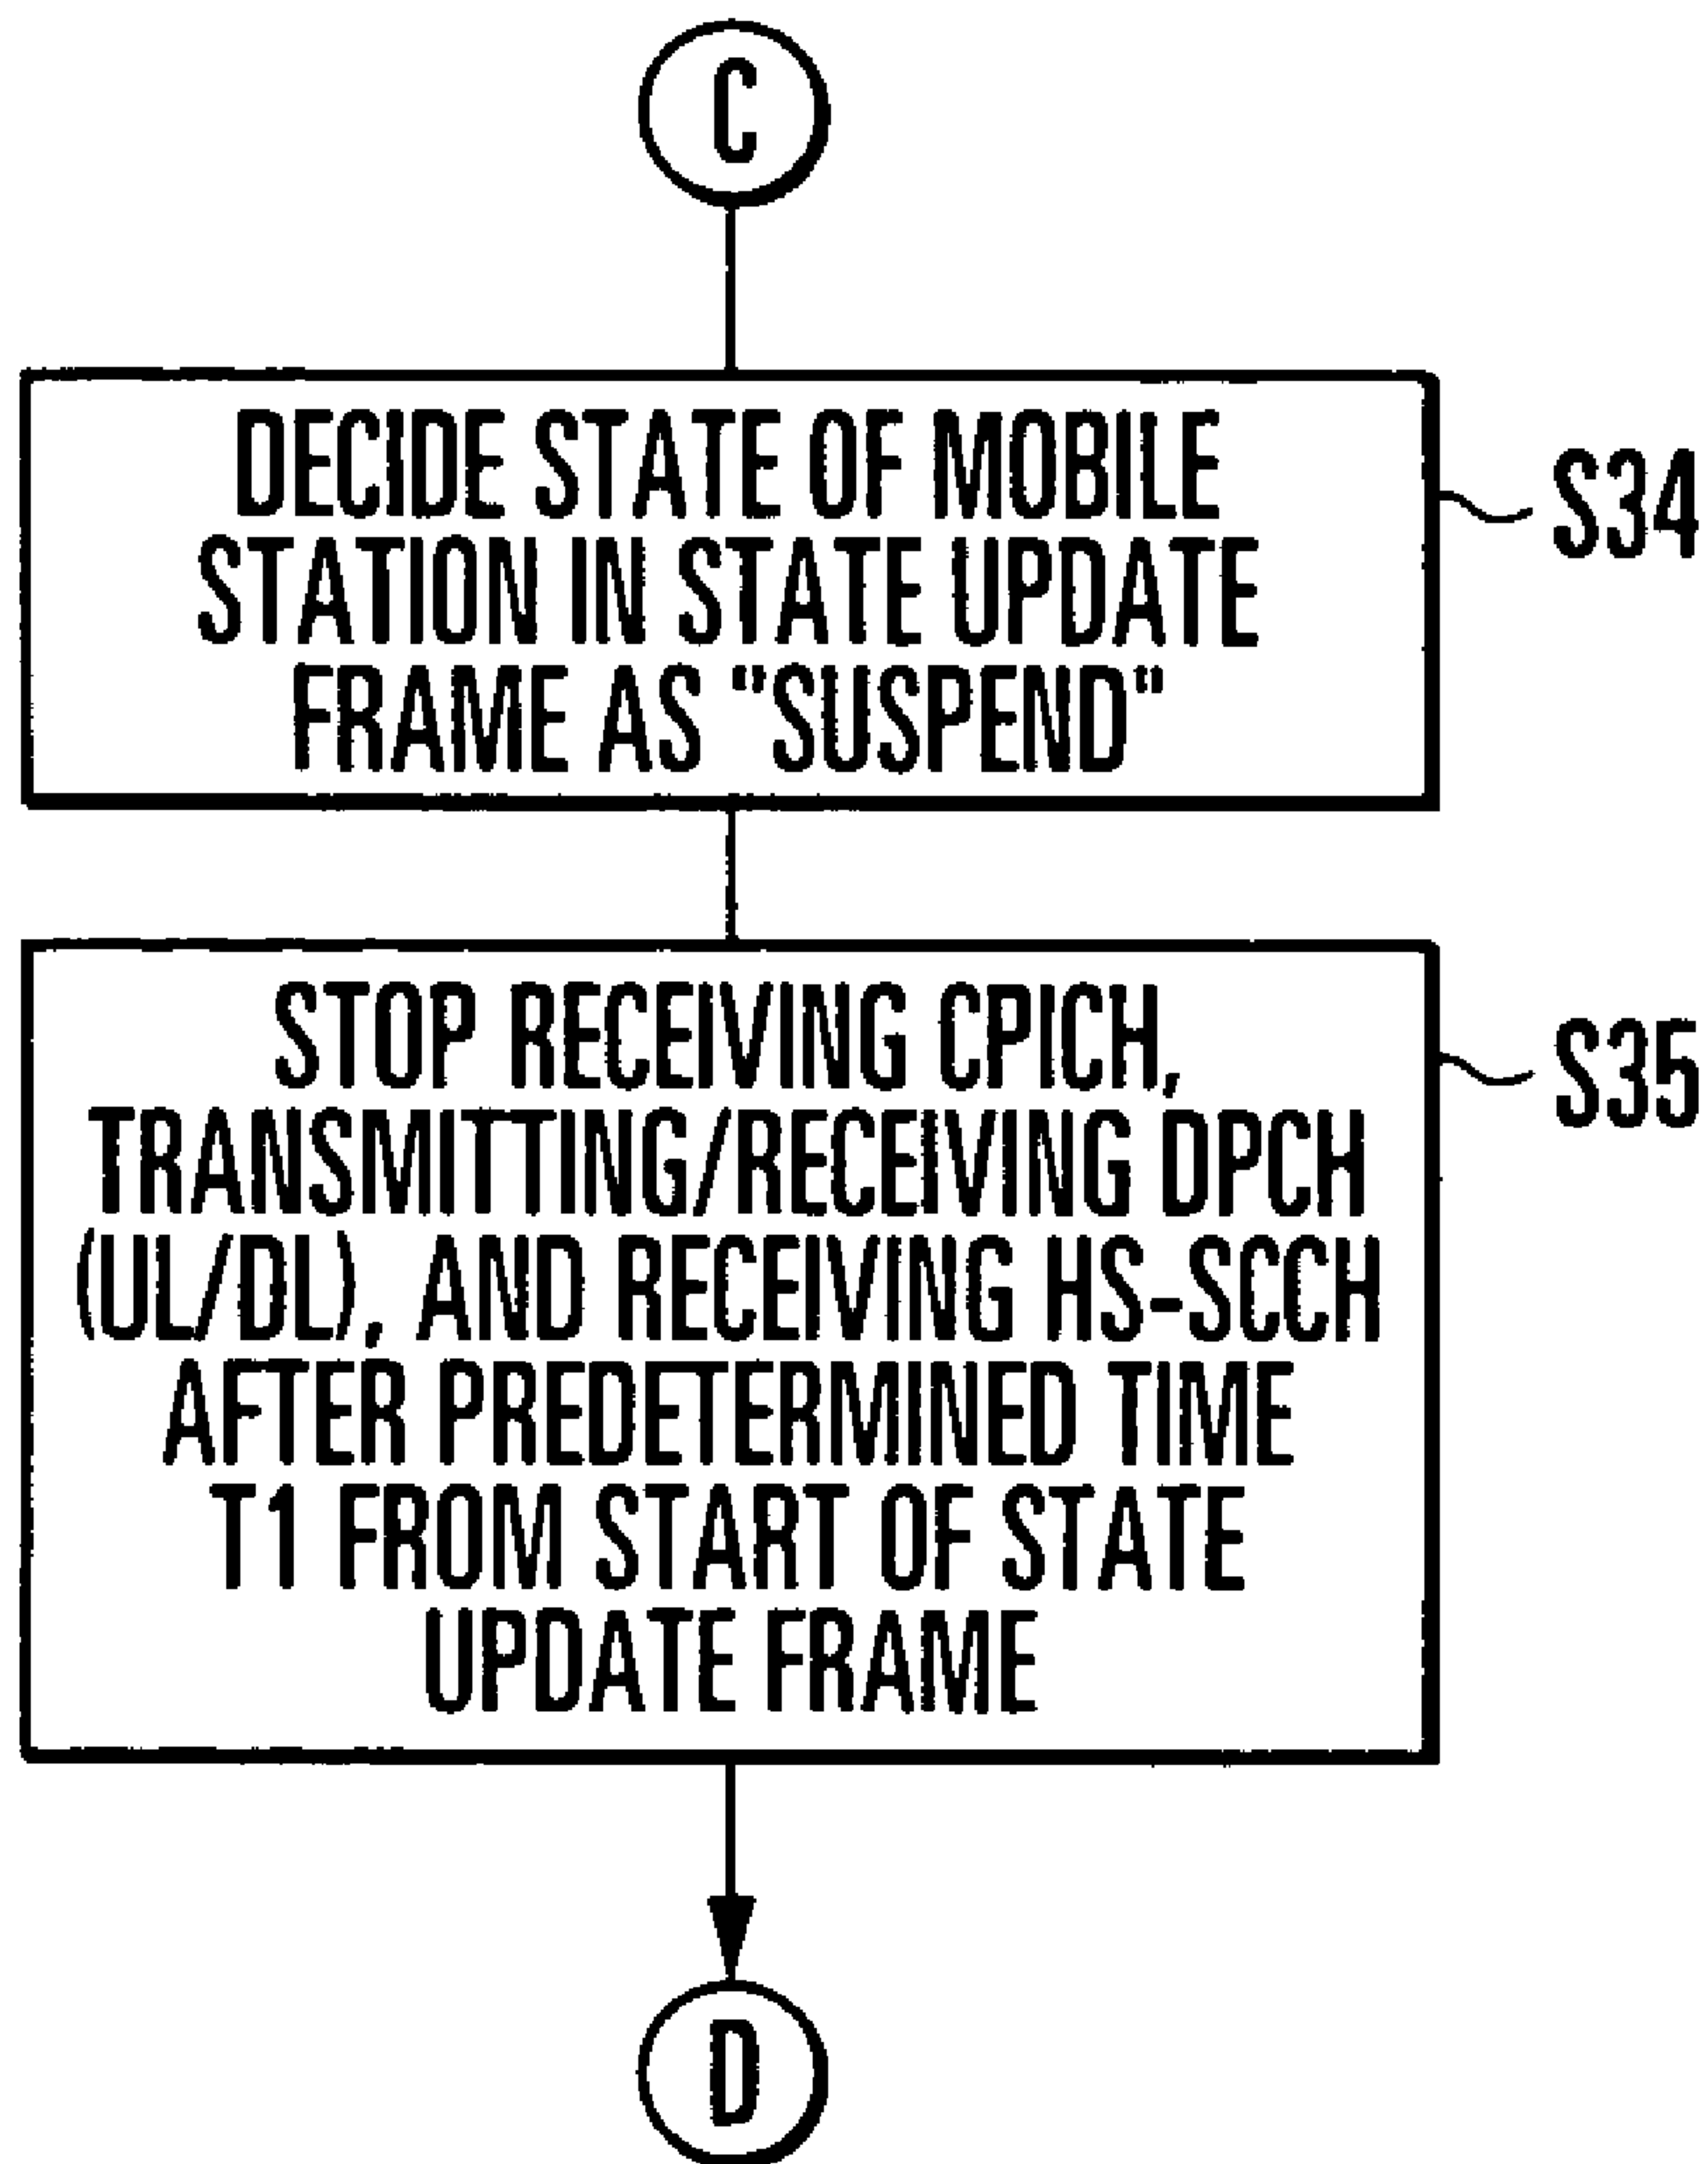 C
DECIDE STATE OF MOBILE
STATION IN STATE UPDATE
FRAME AS "SUSPEND"
S34
STOP RECEIVING CPICH,
TRANSMITTING/RECEIVING DPCH
(UL/DL), AND RECEIVING HS-SCCH
AFTER PREDETERMINED TIME
T1 FROM START OF STATE
UPDATE FRAME
S35
D